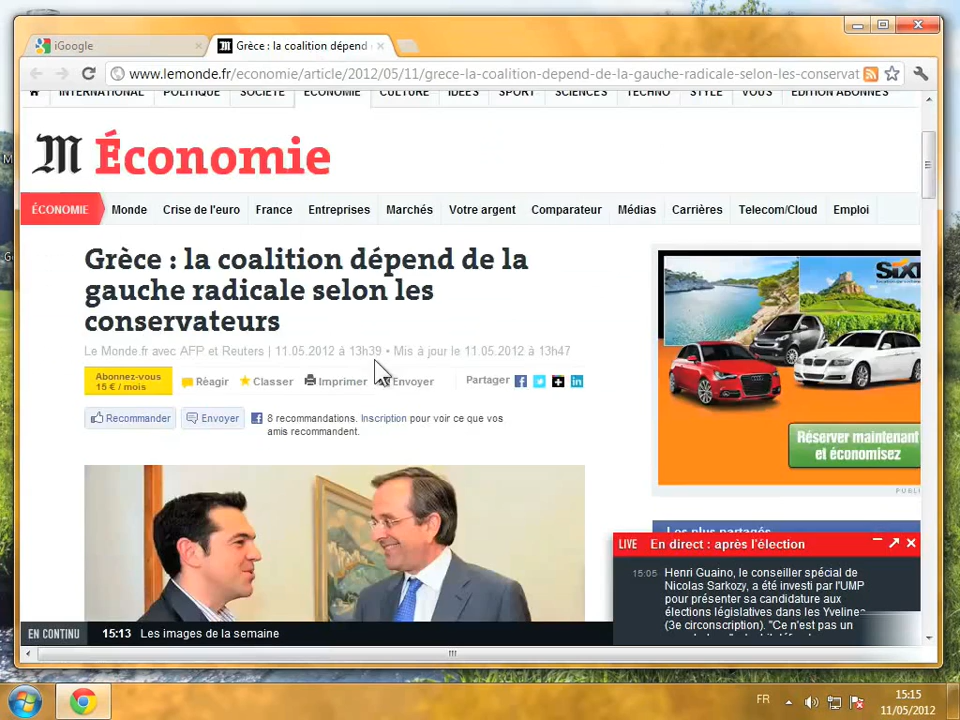 iGoogle
Grèce : la coalition dépend
www.lemonde.fr/economie/article/2012/05/11/grece-la-coalition-depend-de-la-gauche-radicale-selon-les-conservat
INTERNATIONAL POLITIQUE SOCIÉTÉ ÉCONOMIE CULTURE IDÉES SPORT SCIENCES TECHNO STYLE VOUS ÉDITION ABONNÉS
M Économie
ÉCONOMIE Monde Crise de l'euro France Entreprises Marchés Votre argent Comparateur Médias Carrières Telecom/Cloud Emploi
Grèce : la coalition dépend de la
gauche radicale selon les
conservateurs
Le Monde.fr avec AFP et Reuters | 11.05.2012 à 13h39 • Mis à jour le 11.05.2012 à 13h47
Abonnez-vous
15 € / mois
Réagir Classer Imprimer Envoyer Partager
Recommander Envoyer 8 recommandations. Inscription pour voir ce que vos
amis recommandent.
SIXT
Réserver maintenant
et économisez
PUBLI
Les plus partagés
LIVE En direct : après l'élection
15:05 Henri Guaino, le conseiller spécial de
Nicolas Sarkozy, a été investi par l'UMP
pour présenter sa candidature aux
élections législatives dans les Yvelines
(3e circonscription). "Ce n'est pas un
EN CONTINU 15:13 Les images de la semaine
FR
15:15
11/05/2012